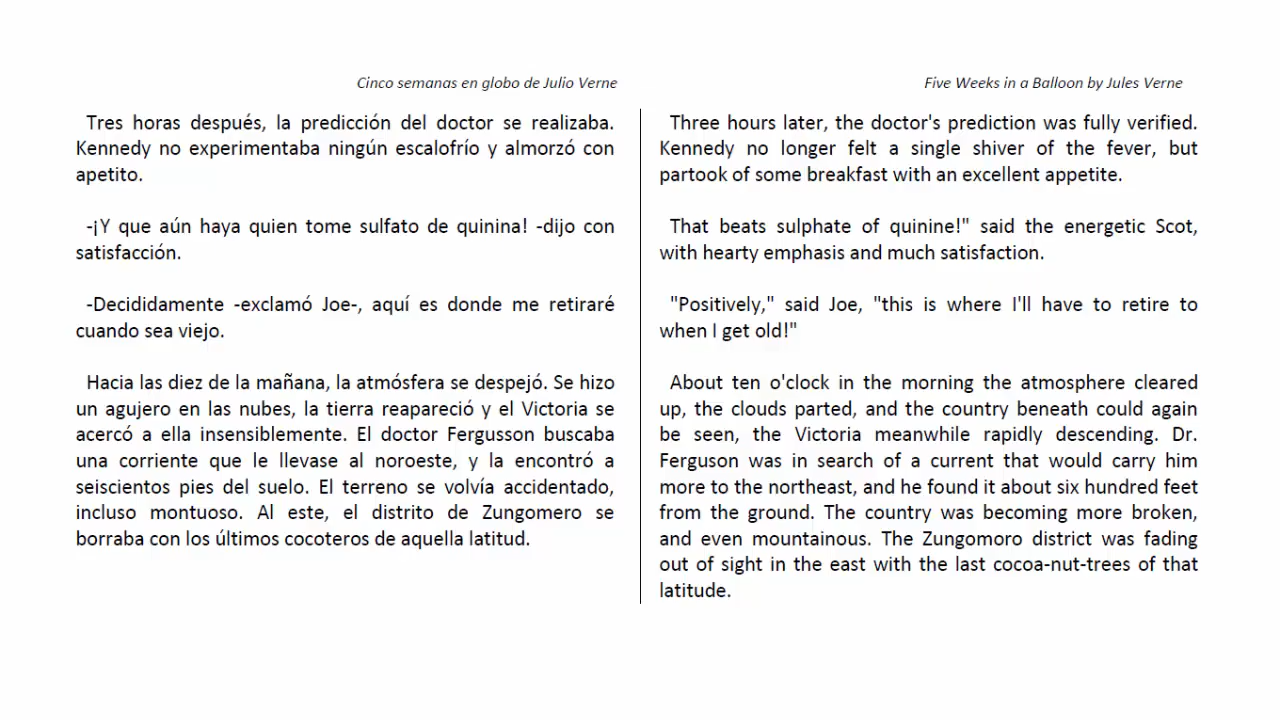 Cinco semanas en globo de Julio Verne
Tres horas después, la predicción del doctor se realizaba.
Kennedy no experimentaba ningún escalofrío y almorzó con
apetito.
-¡Y que aún haya quien tome sulfato de quinina! -dijo con
satisfacción.
-Decididamente -exclamó Joe-, aquí es donde me retiraré
cuando sea viejo.
Hacia las diez de la mañana, la atmósfera se despejó. Se hizo
un agujero en las nubes, la tierra reapareció y el Victoria se
acercó a ella insensiblemente. El doctor Fergusson buscaba
una corriente que le llevase al noroeste, y la encontró a
seiscientos pies del suelo. El terreno se volvía accidentado,
incluso montuoso. Al este, el distrito de Zungomero se
borraba con los últimos cocoteros de aquella latitud.
Five Weeks in a Balloon by Jules Verne
Three hours later, the doctor's prediction was fully verified.
Kennedy no longer felt a single shiver of the fever, but
partook of some breakfast with an excellent appetite.
That beats sulphate of quinine!" said the energetic Scot,
with hearty emphasis and much satisfaction.
"Positively," said Joe, "this is where I'll have to retire to
when I get old!"
About ten o'clock in the morning the atmosphere cleared
up, the clouds parted, and the country beneath could again
be seen, the Victoria meanwhile rapidly descending. Dr.
Ferguson was in search of a current that would carry him
more to the northeast, and he found it about six hundred feet
from the ground. The country was becoming more broken,
and even mountainous. The Zungomoro district was fading
out of sight in the east with the last cocoa-nut-trees of that
latitude.